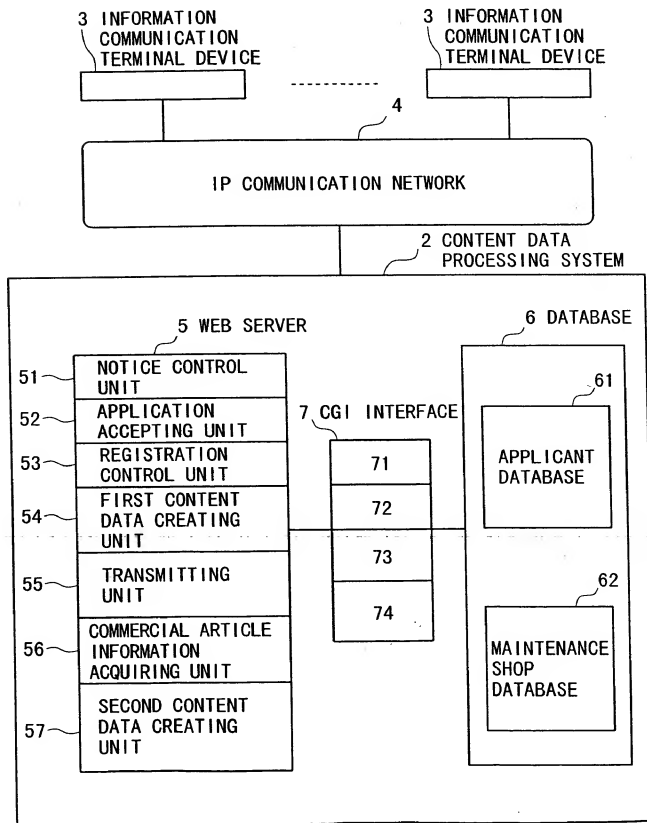 3 INFORMATION
COMMUNICATION
TERMINAL DEVICE
3 INFORMATION
COMMUNICATION
TERMINAL DEVICE
4
IP COMMUNICATION NETWORK
2 CONTENT DATA
PROCESSING SYSTEM
5 WEB SERVER
51
NOTICE CONTROL
UNIT
52
APPLICATION
ACCEPTING UNIT
53
REGISTRATION
CONTROL UNIT
54
FIRST CONTENT
DATA CREATING
UNIT
55
TRANSMITTING
UNIT
56
COMMERCIAL ARTICLE
INFORMATION
ACQUIRING UNIT
57
SECOND CONTENT
DATA CREATING
UNIT
7 CGI INTERFACE
71
72
73
74
6 DATABASE
61
APPLICANT
DATABASE
62
MAINTENANCE
SHOP
DATABASE